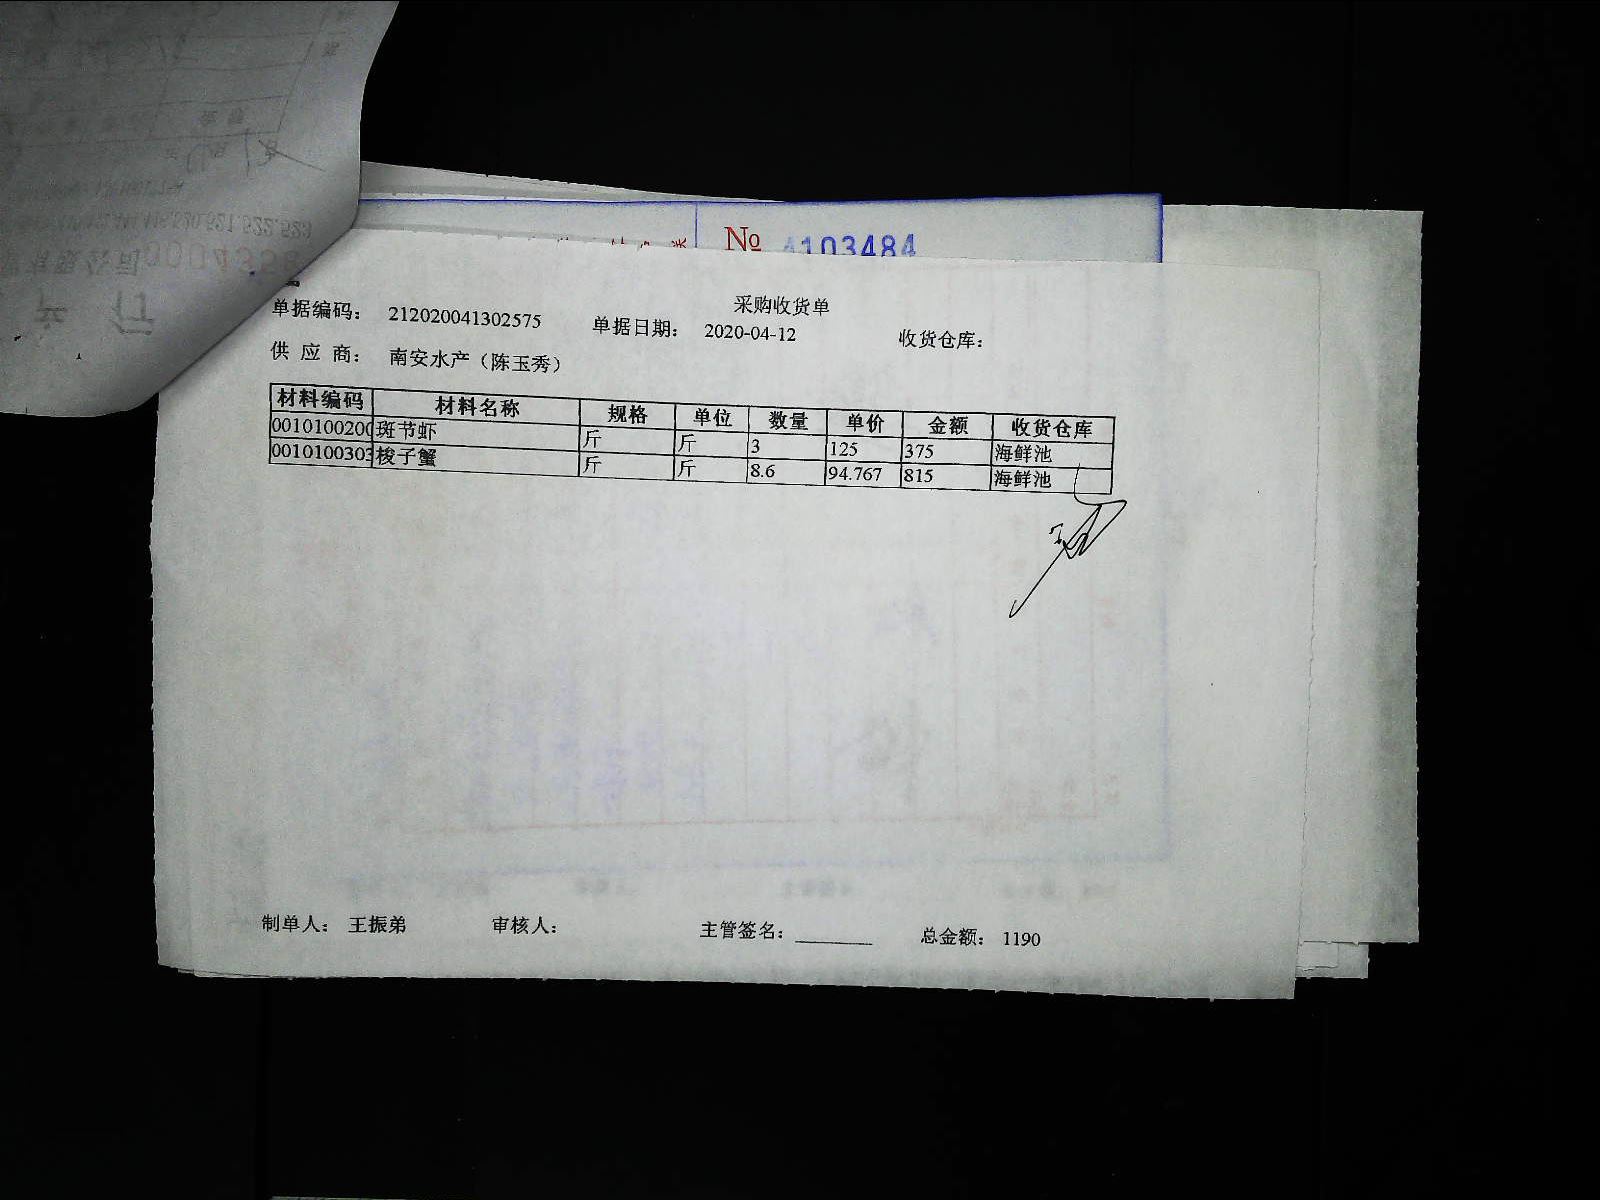 № 4103484
采购收货单
单据编码： 212020041302575 单据日期： 2020-04-12 收货仓库：
供 应 商： 南安水产（陈玉秀）
材料编码 材料名称 规格 单位 数量 单价 金额 收货仓库
0010100200 斑节虾 斤 斤 3 125 375 海鲜池
0010100303 梭子蟹 斤 斤 8.6 94.767 815 海鲜池
制单人： 王振弟 审核人： 主管签名： 总金额： 1190